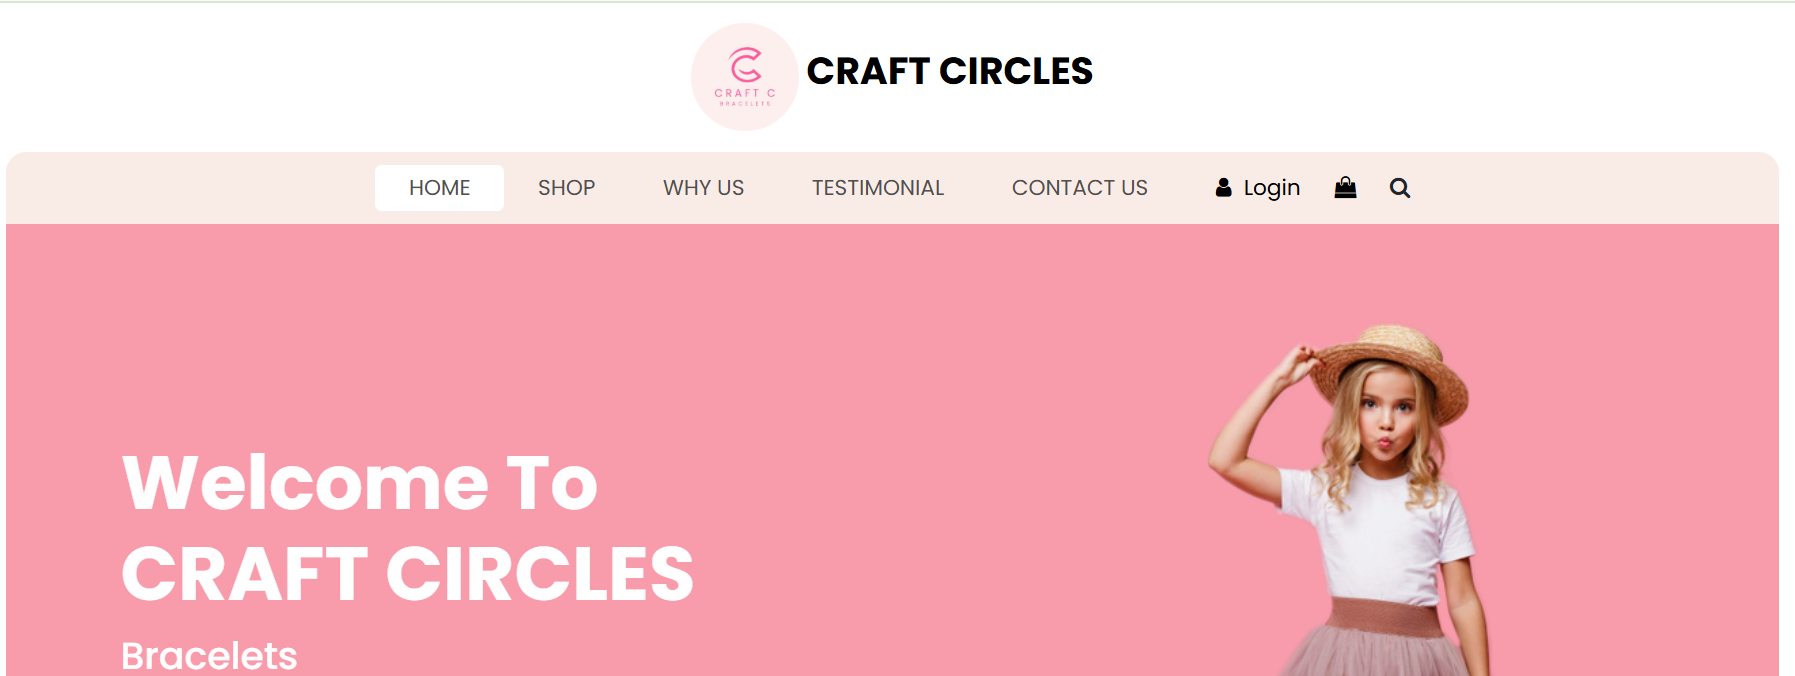 CRAFT C
BRACELETS
CRAFT CIRCLES
HOME SHOP WHY US TESTIMONIAL CONTACT US Login
Welcome To
CRAFT CIRCLES
Bracelets